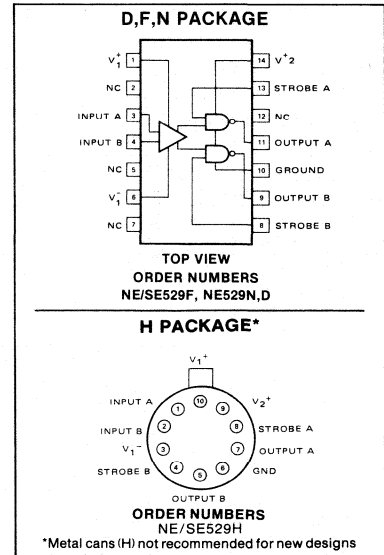 D,F,N PACKAGE
V1+ 1
14 V+2
NC 2
13 STROBE A
INPUT A 3
12 NC
INPUT B 4
11 OUTPUT A
NC 5
10 GROUND
V1- 6
9 OUTPUT B
NC 7
8 STROBE B
TOP VIEW
ORDER NUMBERS
NE/SE529F, NE529N,D
H PACKAGE*
V1+
INPUT A 1 10 9 V2+
INPUT B 2 8 STROBE A
V1- 3 7 OUTPUT A
STROBE B 4 5 6 GND
OUTPUT B
ORDER NUMBERS
NE/SE529H
*Metal cans (H) not recommended for new designs